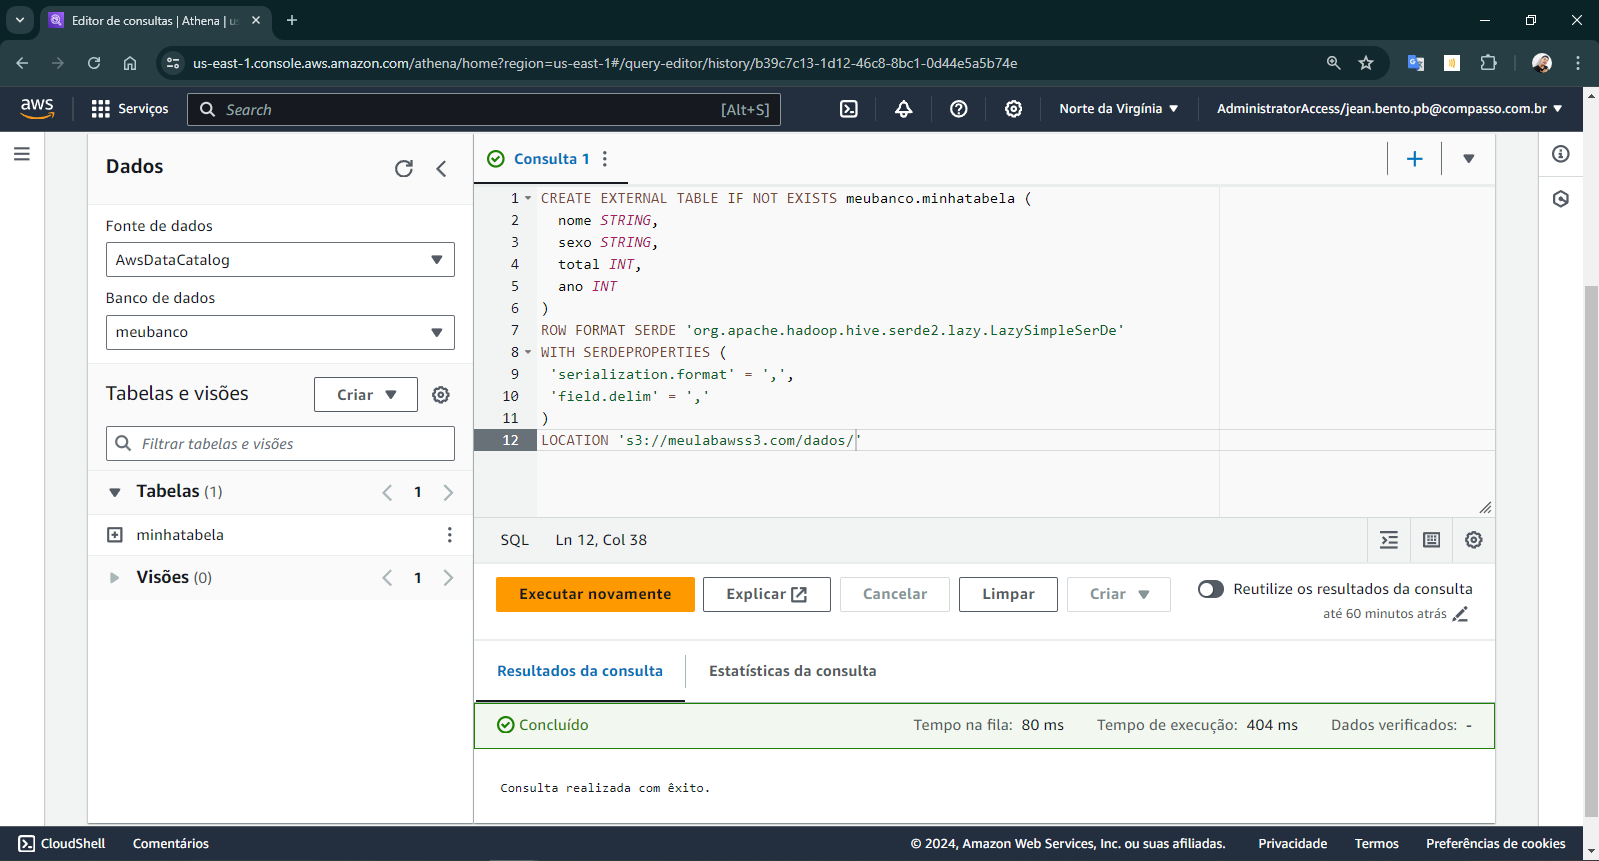 Editor de consultas | Athena | us
us-east-1.console.aws.amazon.com/athena/home?region=us-east-1#/query-editor/history/b39c7c13-1d12-46c8-8bc1-0d44e5a5b74e
aws
Serviços
Search
[Alt+S]
Norte da Virgínia
AdministratorAccess/jean.bento.pb@compasso.com.br
Dados
Fonte de dados
AwsDataCatalog
Banco de dados
meubanco
Tabelas e visões
Criar
Filtrar tabelas e visões
Tabelas (1)
1
minhatabela
Visões (0)
1
Consulta 1
1 CREATE EXTERNAL TABLE IF NOT EXISTS meubanco.minhatabela (
2 nome STRING,
3 sexo STRING,
4 total INT,
5 ano INT
6 )
7 ROW FORMAT SERDE 'org.apache.hadoop.hive.serde2.lazy.LazySimpleSerDe'
8 WITH SERDEPROPERTIES (
9 'serialization.format' = ',',
10 'field.delim' = ','
11 )
12 LOCATION 's3://meulabawss3.com/dados/'
SQL Ln 12, Col 38
Executar novamente
Explicar
Cancelar
Limpar
Criar
Reutilize os resultados da consulta
até 60 minutos atrás
Resultados da consulta
Estatísticas da consulta
Concluído
Tempo na fila: 80 ms
Tempo de execução: 404 ms
Dados verificados: -
Consulta realizada com êxito.
CloudShell
Comentários
© 2024, Amazon Web Services, Inc. ou suas afiliadas.
Privacidade
Termos
Preferências de cookies